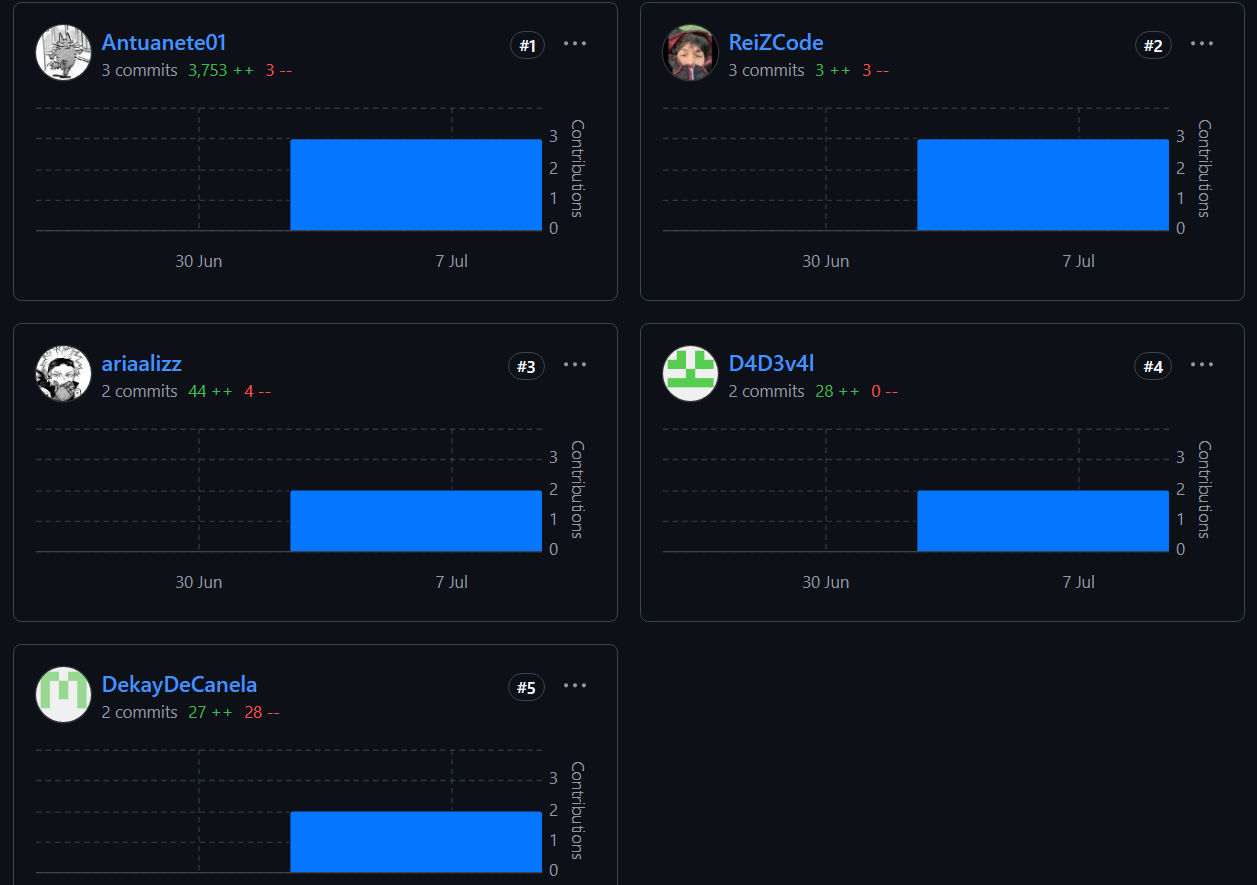 Antuanete01
#1
3 commits 3,753 ++ 3 --
3
2
1
0
Contributions
30 Jun 7 Jul
ReiZCode
#2
3 commits 3 ++ 3 --
3
2
1
0
Contributions
30 Jun 7 Jul
ariaalizz
#3
2 commits 44 ++ 4 --
3
2
1
0
Contributions
30 Jun 7 Jul
D4D3v4l
#4
2 commits 28 ++ 0 --
3
2
1
0
Contributions
30 Jun 7 Jul
DekayDeCanela
#5
2 commits 27 ++ 28 --
3
2
1
0
Contributions